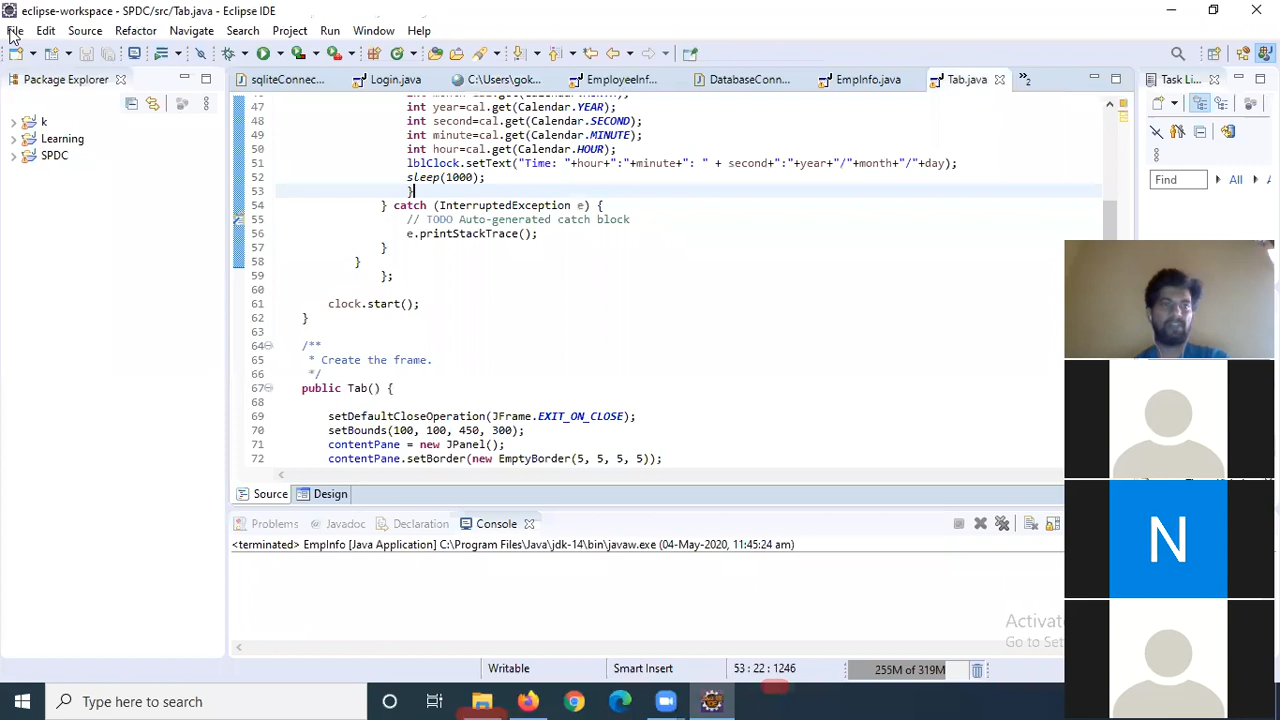 eclipse-workspace - SPDC/src/Tab.java - Eclipse IDE
File Edit Source Refactor Navigate Search Project Run Window Help
Package Explorer
sqliteConnec... Login.java C:\Users\gok... EmployeeInf... DatabaseConn... EmpInfo.java Tab.java 2
Task Li...
k
Learning
SPDC
Find All
47 int year=cal.get(Calendar.YEAR);
48 int second=cal.get(Calendar.SECOND);
49 int minute=cal.get(Calendar.MINUTE);
50 int hour=cal.get(Calendar.HOUR);
51 lblClock.setText("Time: "+hour+":"+minute+": " + second+":"+year+"/"+month+"/"+day);
52 sleep(1000);
53 }
54 } catch (InterruptedException e) {
55 // TODO Auto-generated catch block
56 e.printStackTrace();
57 }
58 }
59 };
60
61 clock.start();
62 }
63
64 /**
65 * Create the frame.
66 */
67 public Tab() {
68
69 setDefaultCloseOperation(JFrame.EXIT_ON_CLOSE);
70 setBounds(100, 100, 450, 300);
71 contentPane = new JPanel();
72 contentPane.setBorder(new EmptyBorder(5, 5, 5, 5));
Source Design
Problems Javadoc Declaration Console
<terminated> EmpInfo [Java Application] C:\Program Files\Java\jdk-14\bin\javaw.exe (04-May-2020, 11:45:24 am)
N
Activat
Go to Set
Writable Smart Insert 53 : 22 : 1246 255M of 319M
Type here to search